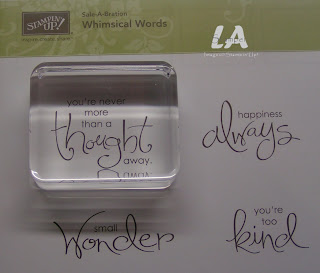 STAMPIN' UP!
Sale-A-Bration
Whimsical Words
LA
you're never
more
than a
thought
away.
happiness
always
small
wonder
you're
too
kind